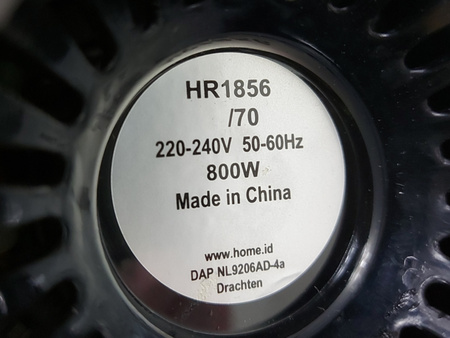 HR1856
/70
220-240V 50-60Hz
800W
Made in China
www.home.id
DAP NL9206AD-4a
Drachten